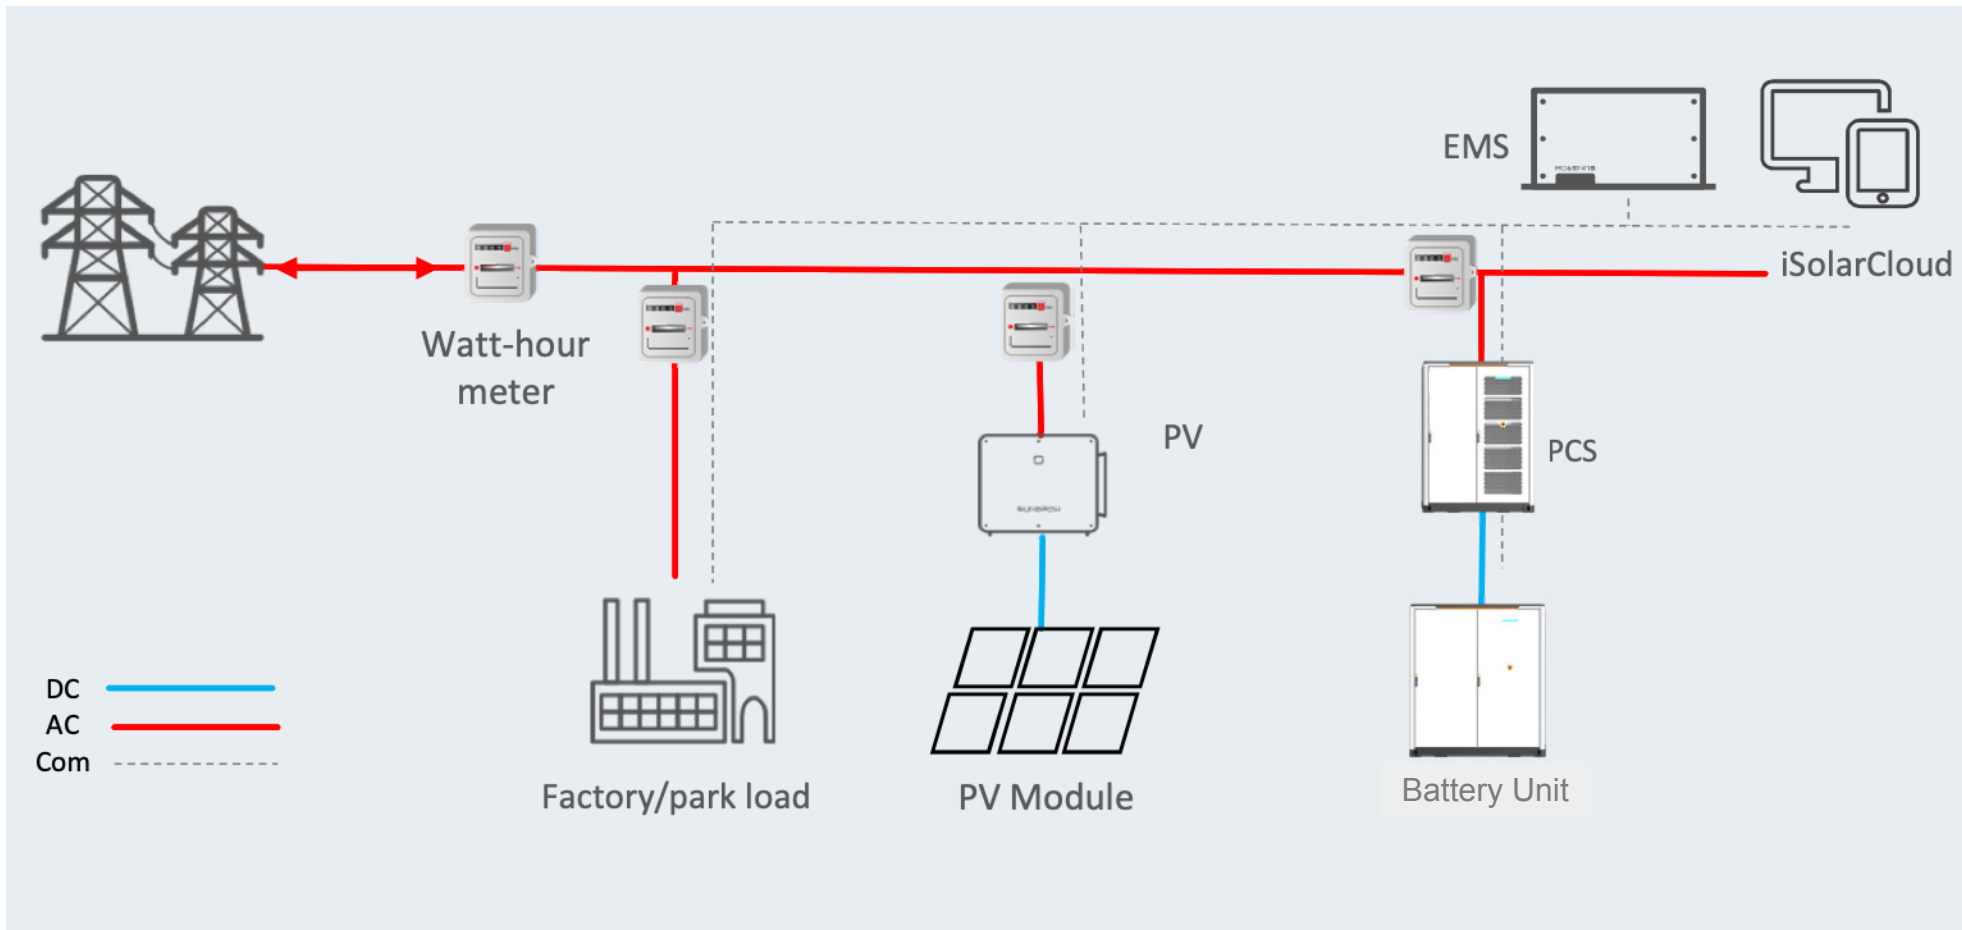 EMS
iSolarCloud
Watt-hour
meter
PV
PCS
DC
AC
Com
Factory/park load
PV Module
Battery Unit